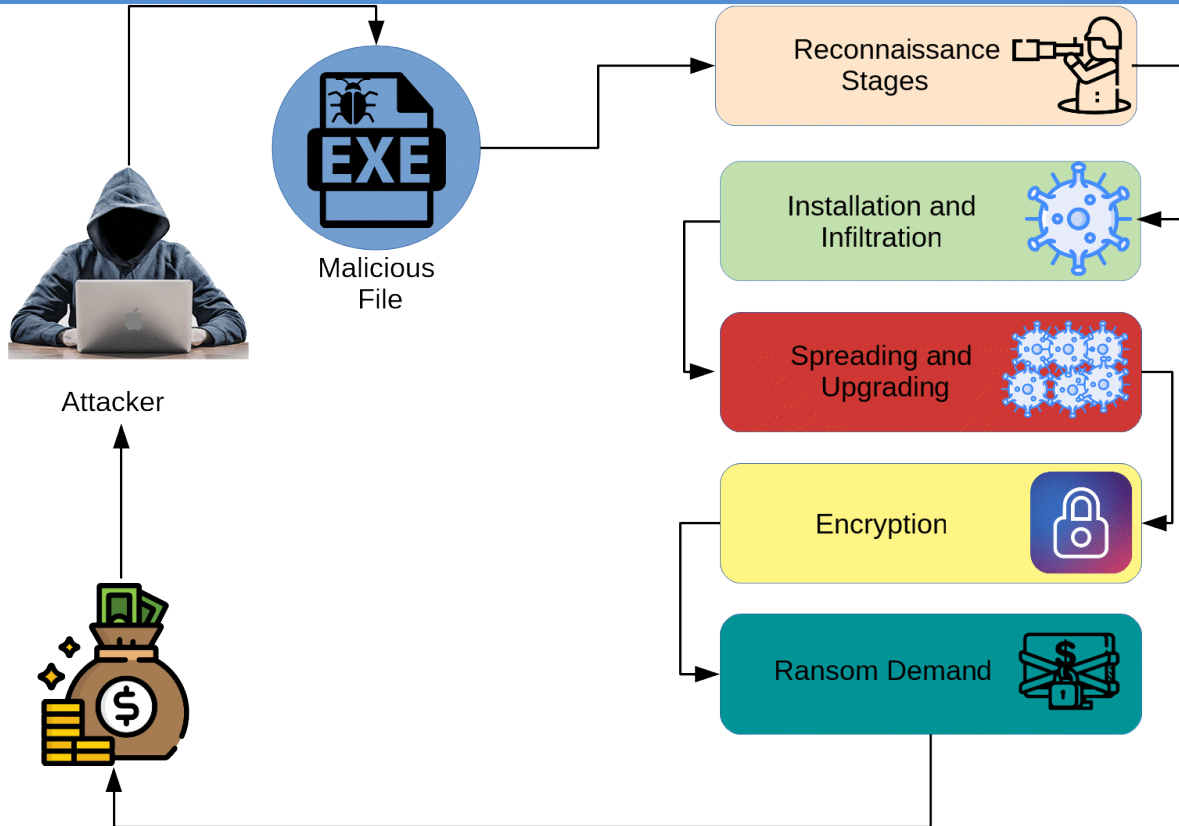 EXE
Malicious
File
Attacker
Reconnaissance
Stages
Installation and
Infiltration
Spreading and
Upgrading
Encryption
Ransom Demand
$
$